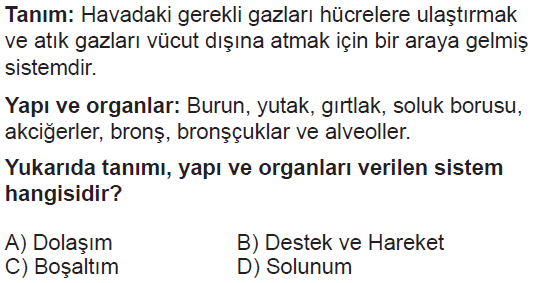 Tanım: Havadaki gerekli gazları hücrelere ulaştırmak
ve atık gazları vücut dışına atmak için bir araya gelmiş
sistemdir.
Yapı ve organlar: Burun, yutak, gırtlak, soluk borusu,
akciğerler, bronş, bronşçuklar ve alveoller.
Yukarıda tanımı, yapı ve organları verilen sistem
hangisidir?
A) Dolaşım B) Destek ve Hareket
C) Boşaltım D) Solunum